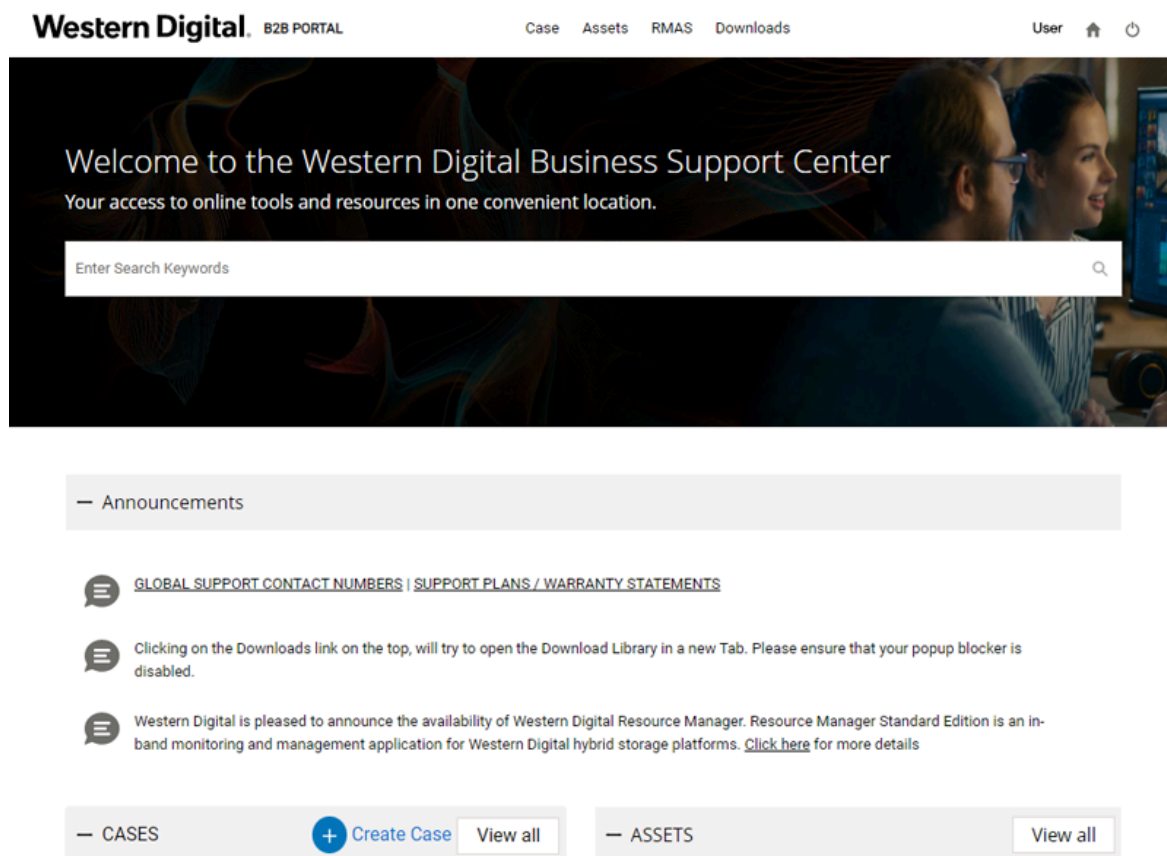 Western Digital. B2B PORTAL Case Assets RMAS Downloads User
Welcome to the Western Digital Business Support Center
Your access to online tools and resources in one convenient location.
Enter Search Keywords
Announcements
GLOBAL SUPPORT CONTACT NUMBERS | SUPPORT PLANS / WARRANTY STATEMENTS
Clicking on the Downloads link on the top, will try to open the Download Library in a new Tab. Please ensure that your popup blocker is
disabled.
Western Digital is pleased to announce the availability of Western Digital Resource Manager. Resource Manager Standard Edition is an in-
band monitoring and management application for Western Digital hybrid storage platforms. Click here for more details
CASES Create Case View all ASSETS View all